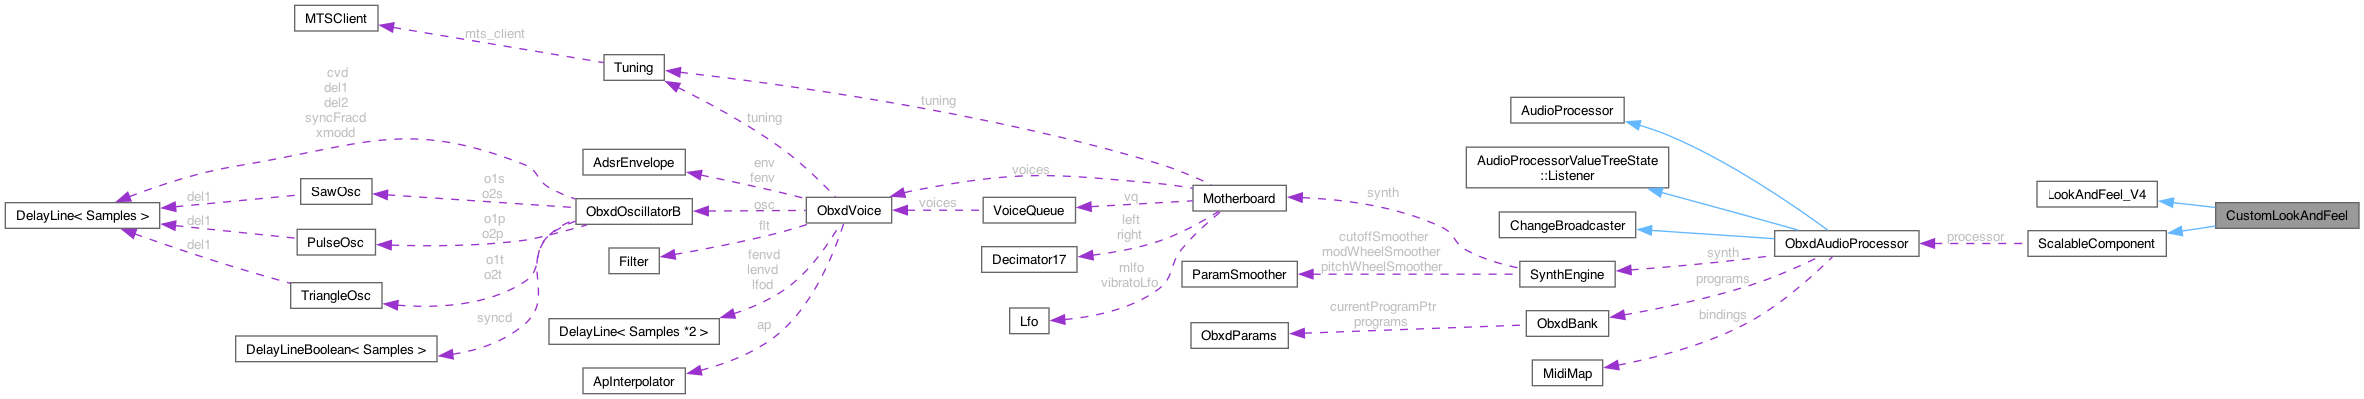 MTSClient
mts_client
Tuning
cvd
del1
del2
syncFracd
xmodd
tuning
tuning
AudioProcessor
AdsrEnvelope
env
fenv
AudioProcessorValueTreeState
::Listener
SawOsc
o1s
o2s
voices
synth
LookAndFeel_V4
del1
DelayLine< Samples >
ObxdOscillatorB
osc
ObxdVoice
voices
VoiceQueue
vq
Motherboard
CustomLookAndFeel
del1
PulseOsc
o1p
o2p
flt
left
right
ChangeBroadcaster
ObxdAudioProcessor
processor
ScalableComponent
del1
o1t
o2t
Filter
fenvd
lenvd
lfod
Decimator17
cutoffSmoother
modWheelSmoother
pitchWheelSmoother
mlfo
vibratoLfo
ParamSmoother
SynthEngine
synth
programs
TriangleOsc
syncd
DelayLine< Samples *2 >
ap
Lfo
currentProgramPtr
programs
ObxdParams
ObxdBank
bindings
DelayLineBoolean< Samples >
ApInterpolator
MidiMap